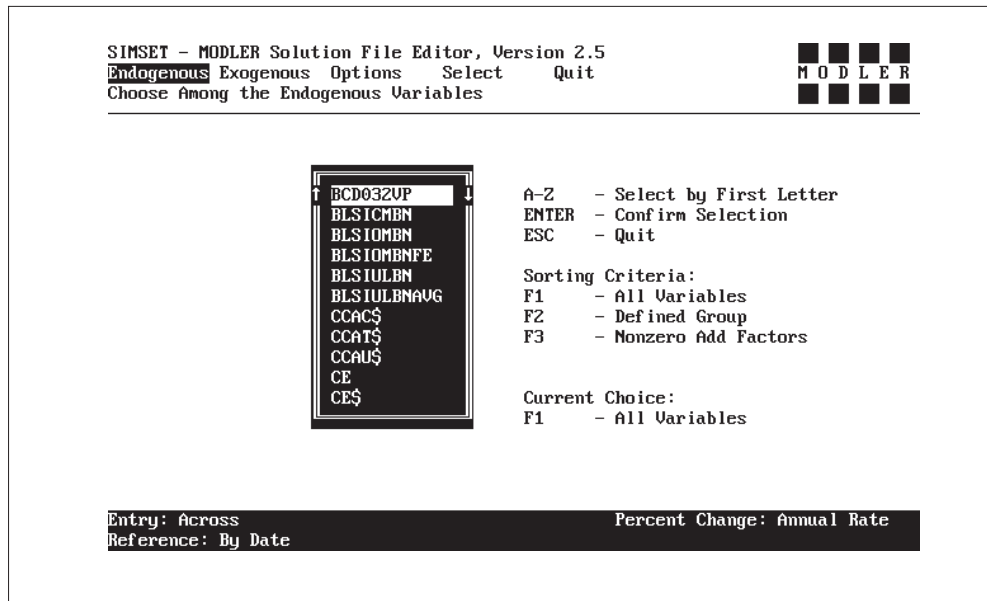 SIMSET - MODLER Solution File Editor, Version 2.5
Endogenous Exogenous Options Select Quit
Choose Among the Endogenous Variables
M O D L E R
↑ BCD032VP ↓
BLSICMBN
BLSIOMBN
BLSIOMBNFE
BLSIULBN
BLSIULBNAVG
CCAC$
CCAT$
CCAU$
CE
CE$
A-Z - Select by First Letter
ENTER - Confirm Selection
ESC - Quit
Sorting Criteria:
F1 - All Variables
F2 - Defined Group
F3 - Nonzero Add Factors
Current Choice:
F1 - All Variables
Entry: Across Percent Change: Annual Rate
Reference: By Date